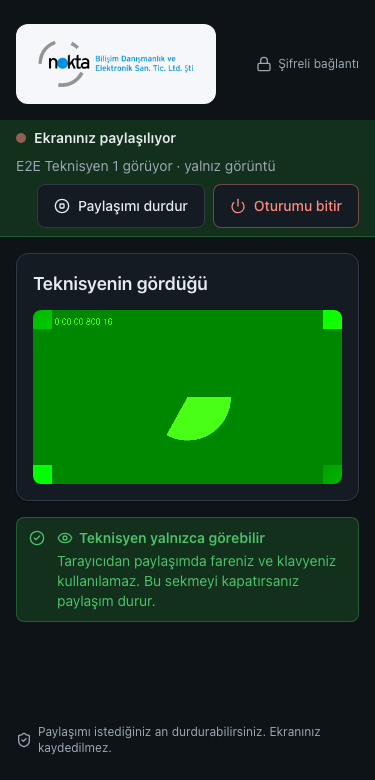 nokta Bilişim Danışmanlık ve
Elektronik San. Tic. Ltd. Şti
Şifreli bağlantı
Ekranınız paylaşılıyor
E2E Teknisyen 1 görüyor · yalnız görüntü
Paylaşımı durdur
Oturumu bitir
Teknisyenin gördüğü
0:00:00.800 16
Teknisyen yalnızca görebilir
Tarayıcıdan paylaşımda fareniz ve klavyeniz
kullanılamaz. Bu sekmeyi kapatırsanız
paylaşım durur.
Paylaşımı istediğiniz an durdurabilirsiniz. Ekranınız
kaydedilmez.